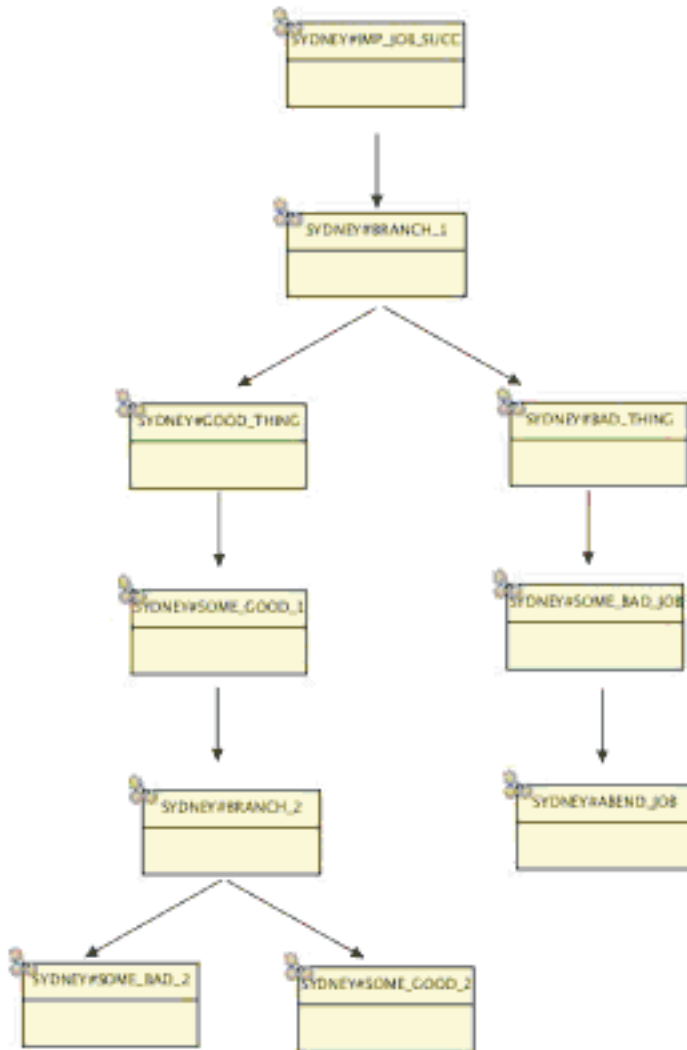 SYDNEY#IMP_JOB_SUCC
SYDNEY#BRANCH_1
SYDNEY#GOOD_THING
SYDNEY#BAD_THING
SYDNEY#SOME_GOOD_1
SYDNEY#SOME_BAD_JOB
SYDNEY#BRANCH_2
SYDNEY#ABEND_JOB
SYDNEY#SOME_BAD_2
SYDNEY#SOME_GOOD_2